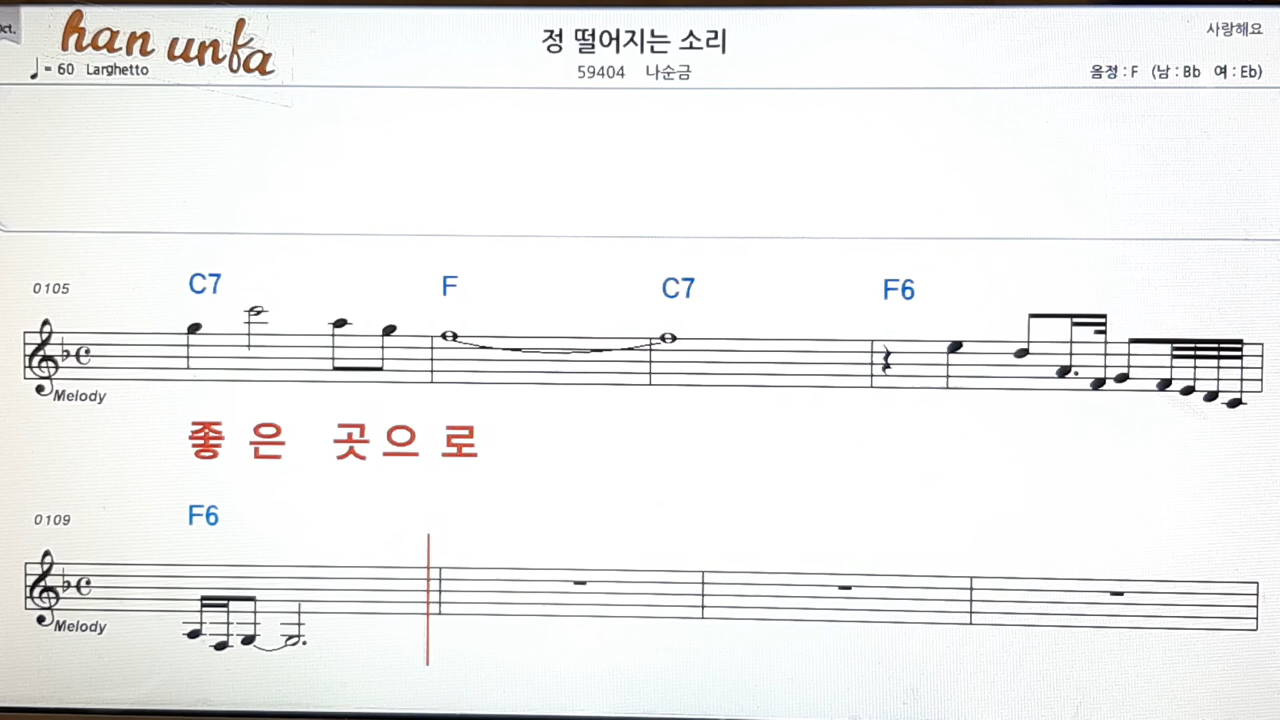 Oct.
han unfa
♩= 60 Larghetto
정 떨어지는 소리
59404 나순금
사랑해요
음정 : F (남 : Bb 여 : Eb)
0105
C7 F C7 F6
Melody
좋 은 곳 으 로
0109
F6
Melody